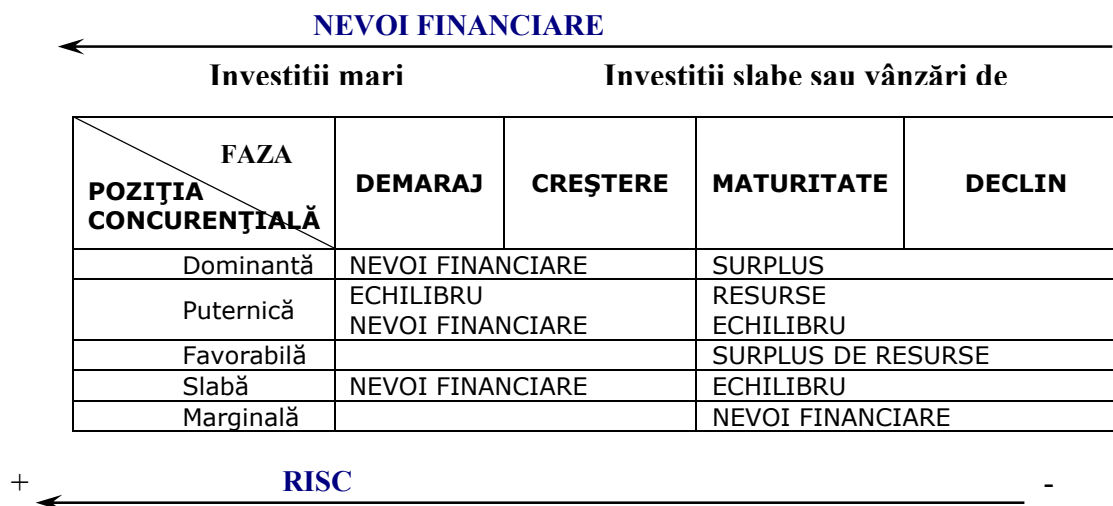 NEVOI FINANCIARE
Investitii mari Investitii slabe sau vânzări de
FAZA
POZIŢIA
CONCURENŢIALĂ
DEMARAJ CREŞTERE MATURITATE DECLIN
Dominantă NEVOI FINANCIARE SURPLUS
Puternică
ECHILIBRU RESURSE
NEVOI FINANCIARE ECHILIBRU
Favorabilă SURPLUS DE RESURSE
Slabă NEVOI FINANCIARE ECHILIBRU
Marginală NEVOI FINANCIARE
+ RISC -